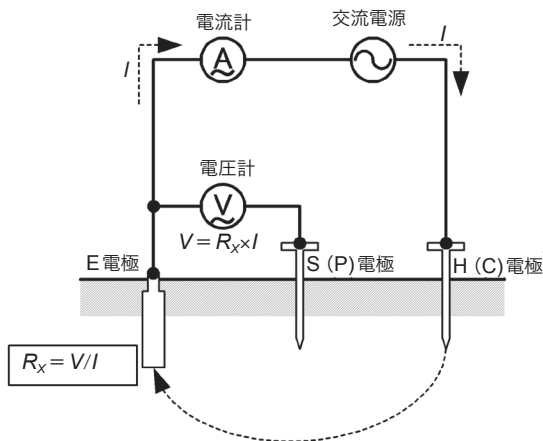 電流計
交流電源
I
A
I
電圧計
V
V = Rx×I
E電極
S (P) 電極
H (C) 電極
Rx = V/I